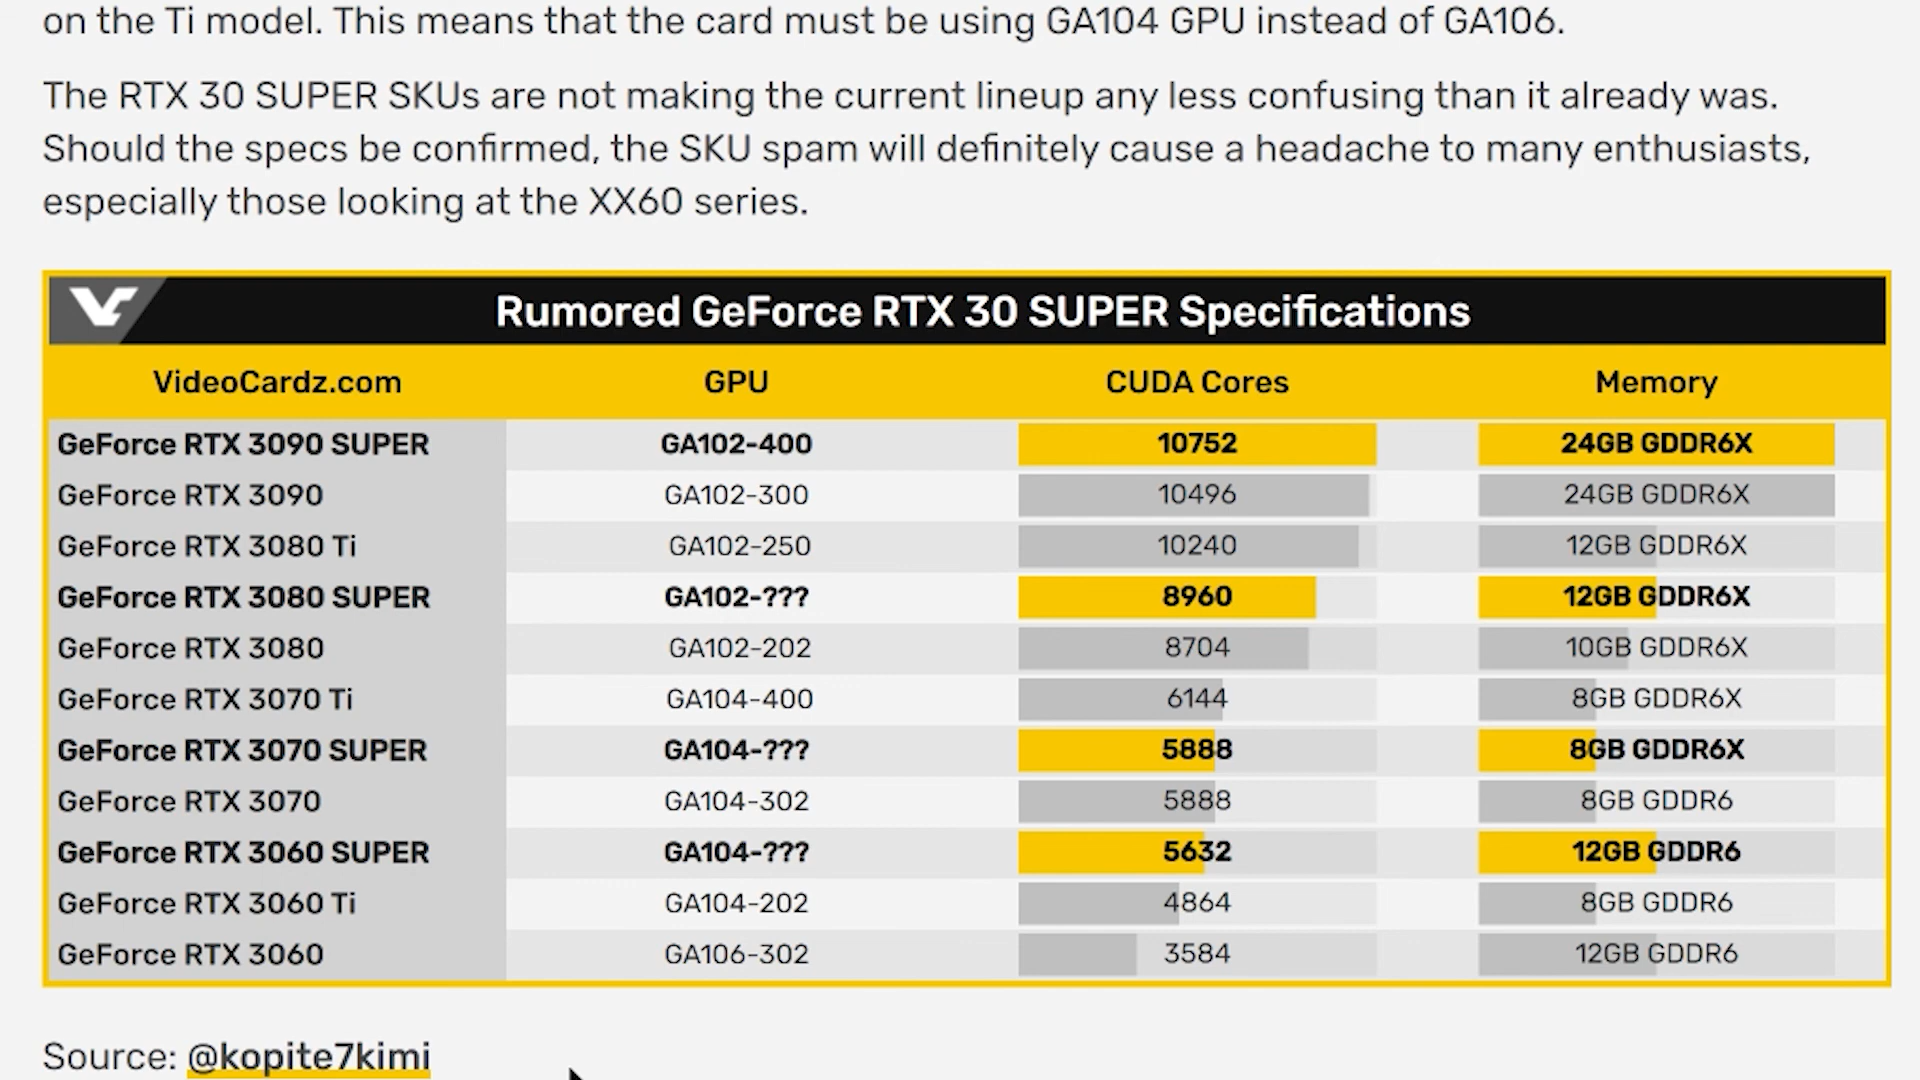 on the Ti model. This means that the card must be using GA104 GPU instead of GA106.
The RTX 30 SUPER SKUs are not making the current lineup any less confusing than it already was.
Should the specs be confirmed, the SKU spam will definitely cause a headache to many enthusiasts,
especially those looking at the XX60 series.
Rumored GeForce RTX 30 SUPER Specifications
VideoCardz.com GPU CUDA Cores Memory
GeForce RTX 3090 SUPER GA102-400 10752 24GB GDDR6X
GeForce RTX 3090 GA102-300 10496 24GB GDDR6X
GeForce RTX 3080 Ti GA102-250 10240 12GB GDDR6X
GeForce RTX 3080 SUPER GA102-??? 8960 12GB GDDR6X
GeForce RTX 3080 GA102-202 8704 10GB GDDR6X
GeForce RTX 3070 Ti GA104-400 6144 8GB GDDR6X
GeForce RTX 3070 SUPER GA104-??? 5888 8GB GDDR6X
GeForce RTX 3070 GA104-302 5888 8GB GDDR6
GeForce RTX 3060 SUPER GA104-??? 5632 12GB GDDR6
GeForce RTX 3060 Ti GA104-202 4864 8GB GDDR6
GeForce RTX 3060 GA106-302 3584 12GB GDDR6
Source: @kopite7kimi